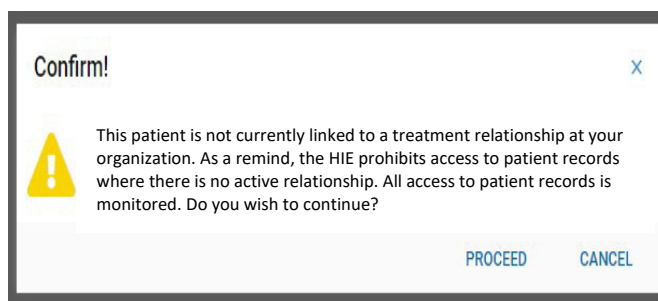 Confirm!
X
This patient is not currently linked to a treatment relationship at your
organization. As a remind, the HIE prohibits access to patient records
where there is no active relationship. All access to patient records is
monitored. Do you wish to continue?
PROCEED CANCEL